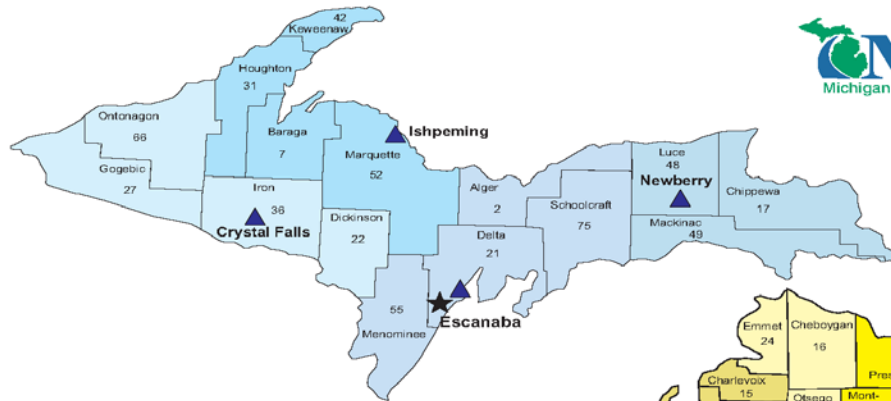 42
Keweenaw
Houghton
31
Ontonagon
66
Baraga
7
Ishpeming
Marquette
52
Gogebic
27
Iron
36
Crystal Falls
Dickinson
22
Alger
2
Schoolcraft
75
Luce
48
Newberry
Chippewa
17
Mackinac
49
Delta
21
55
Menominee
Escanaba
Michigan
Emmet
24
Cheboygan
16
Charlevoix
15
Otsego
Mont-